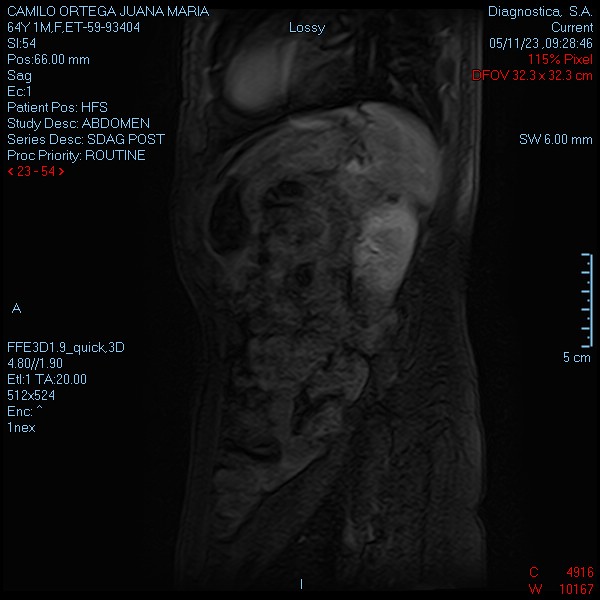 CAMILO ORTEGA JUANA MARIA
64Y 1M,F,ET-59-93404
SI:54
Pos:66.00 mm
Sag
Ec:1
Patient Pos: HFS
Study Desc: ABDOMEN
Series Desc: SDAG POST
Proc Priority: ROUTINE
< 23 - 54 >
Lossy
Diagnostica, S.A.
Current
05/11/23 ,09:28:46
115% Pixel
DFOV 32.3 x 32.3 cm
SW 6.00 mm
A
5 cm
FFE3D1.9_quick,3D
4.80//1.90
Etl:1 TA:20.00
512x524
Enc: ^
1nex
I
C 4916
W 10167